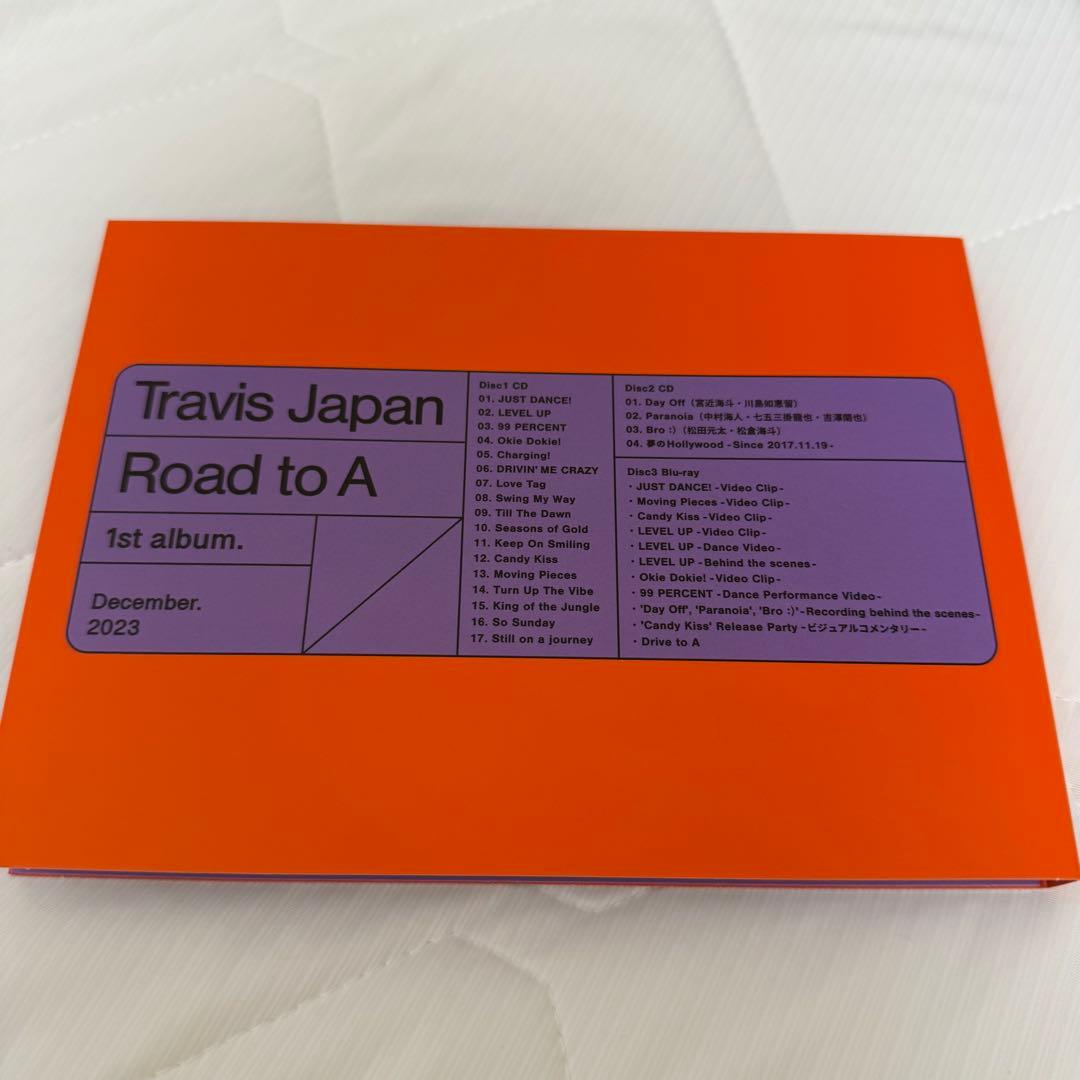 Travis Japan
Road to A
1st album.
December.
2023
Disc1 CD
01. JUST DANCE!
02. LEVEL UP
03. 99 PERCENT
04. Okie Dokie!
05. Charging!
06. DRIVIN' ME CRAZY
07. Love Tag
08. Swing My Way
09. Till The Dawn
10. Seasons of Gold
11. Keep On Smiling
12. Candy Kiss
13. Moving Pieces
14. Turn Up The Vibe
15. King of the Jungle
16. So Sunday
17. Still on a journey
Disc2 CD
01. Day Off（宮近海斗・川島如恵留）
02. Paranoia（中村海人・七五三掛龍也・吉澤閑也）
03. Bro :)（松田元太・松倉海斗）
04. 夢のHollywood -Since 2017.11.19-
Disc3 Blu-ray
・JUST DANCE! -Video Clip-
・Moving Pieces -Video Clip-
・Candy Kiss -Video Clip-
・LEVEL UP -Video Clip-
・LEVEL UP -Dance Video-
・LEVEL UP -Behind the scenes-
・Okie Dokie! -Video Clip-
・99 PERCENT -Dance Performance Video-
・'Day Off', 'Paranoia', 'Bro :)' -Recording behind the scenes-
・'Candy Kiss' Release Party -ビジュアルコメンタリー-
・Drive to A